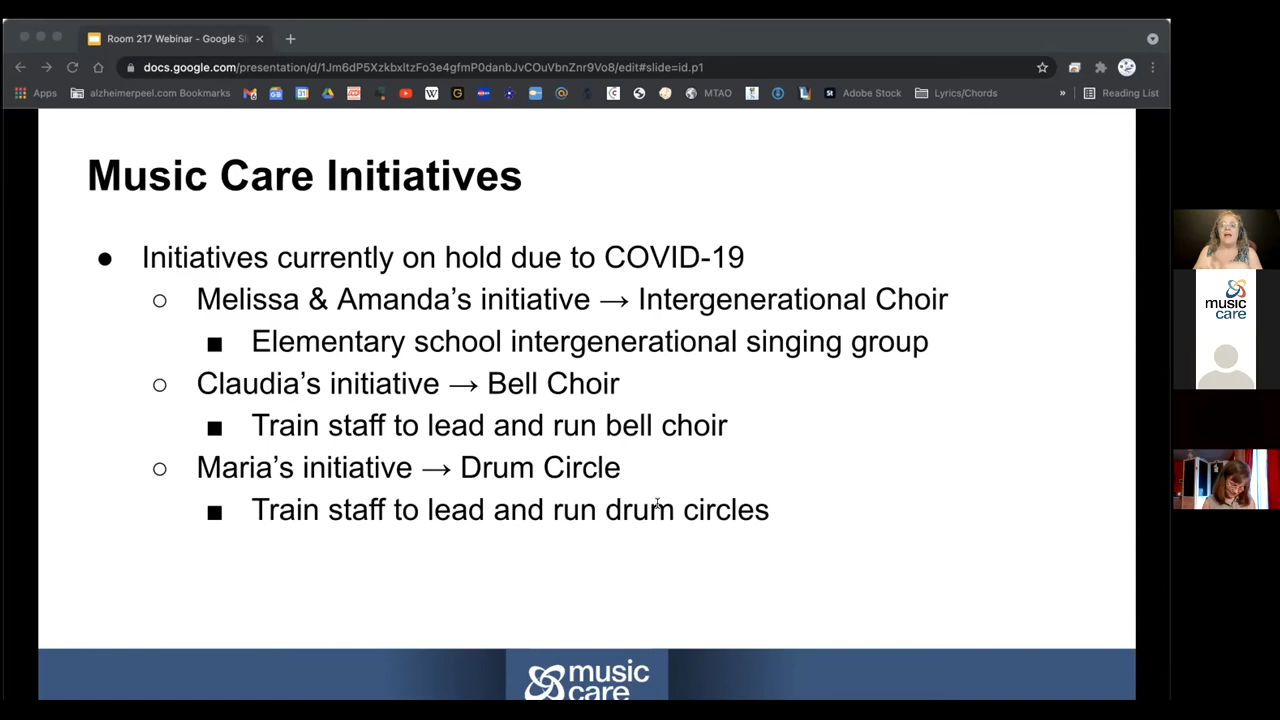 Room 217 Webinar - Google Sl
docs.google.com/presentation/d/1Jm6dP5XzkbxltzFo3e4gfmP0danbJvCOuVbnZnr9Vo8/edit#slide=id.p1
Apps alzheimerpeel.com Bookmarks MTAO Adobe Stock Lyrics/Chords » Reading List
Music Care Initiatives
● Initiatives currently on hold due to COVID-19
○ Melissa & Amanda's initiative → Intergenerational Choir
■ Elementary school intergenerational singing group
○ Claudia's initiative → Bell Choir
■ Train staff to lead and run bell choir
○ Maria's initiative → Drum Circle
■ Train staff to lead and run drum circles
music
care
music
care